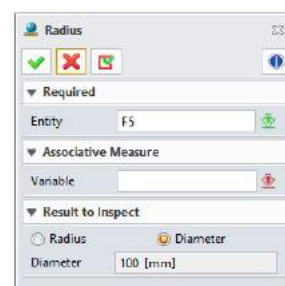 Radius
Required
Entity F5
Associative Measure
Variable
Result to Inspect
Radius Diameter
Diameter 100 [mm]